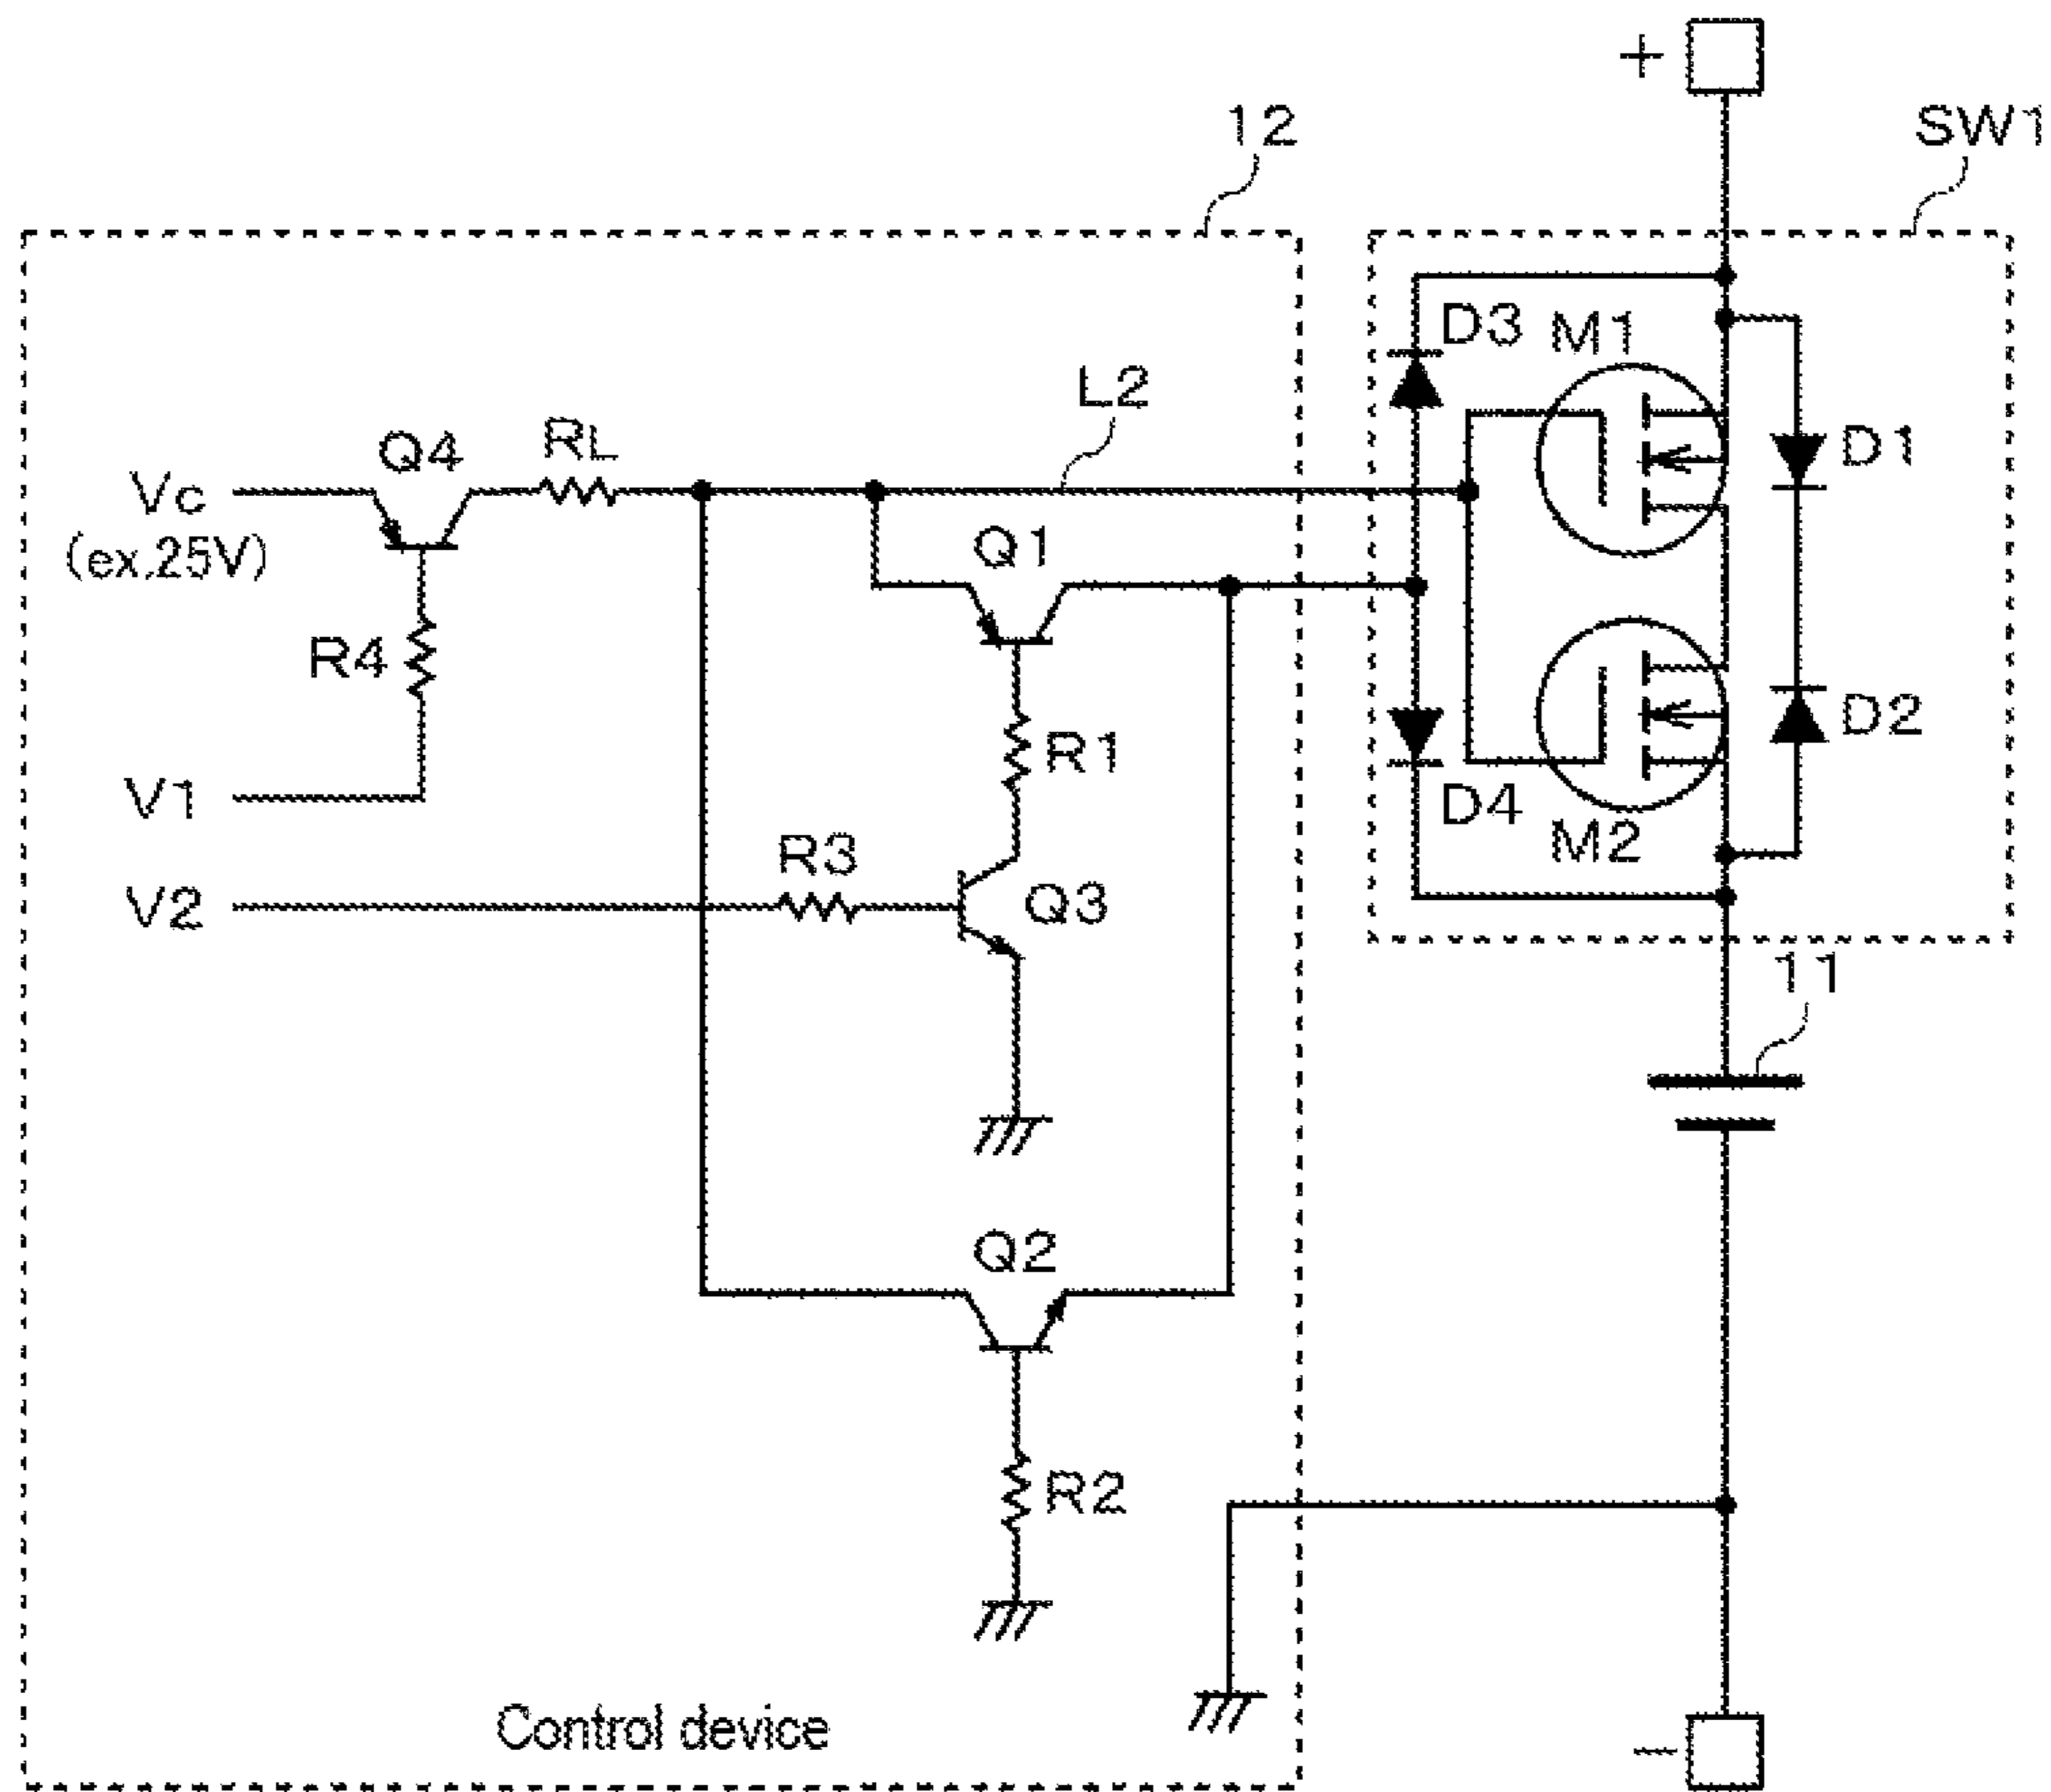 +
12
SW1
D3
M1
L2
D1
Q4
RL
Vc
(ex.25V)
Q1
R4
D2
R1
V1
D4
M2
R3
V2
Q3
11
Q2
R2
Control device
−